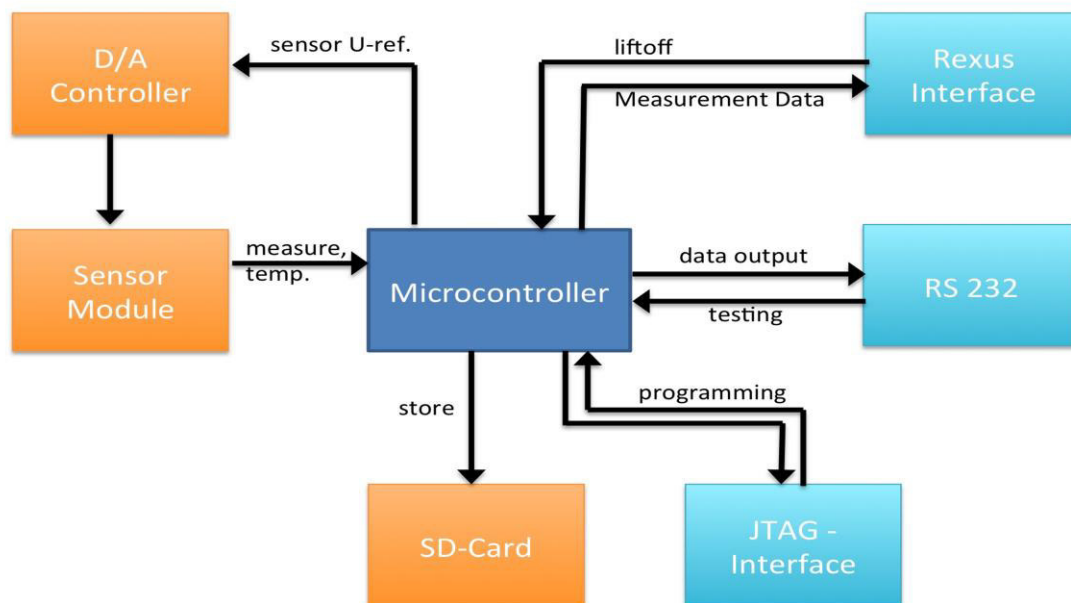 D/A
Controller
sensor U-ref.
liftoff
Measurement Data
Rexus
Interface
Sensor
Module
measure,
temp.
Microcontroller
data output
testing
RS 232
store
programming
SD-Card
JTAG -
Interface